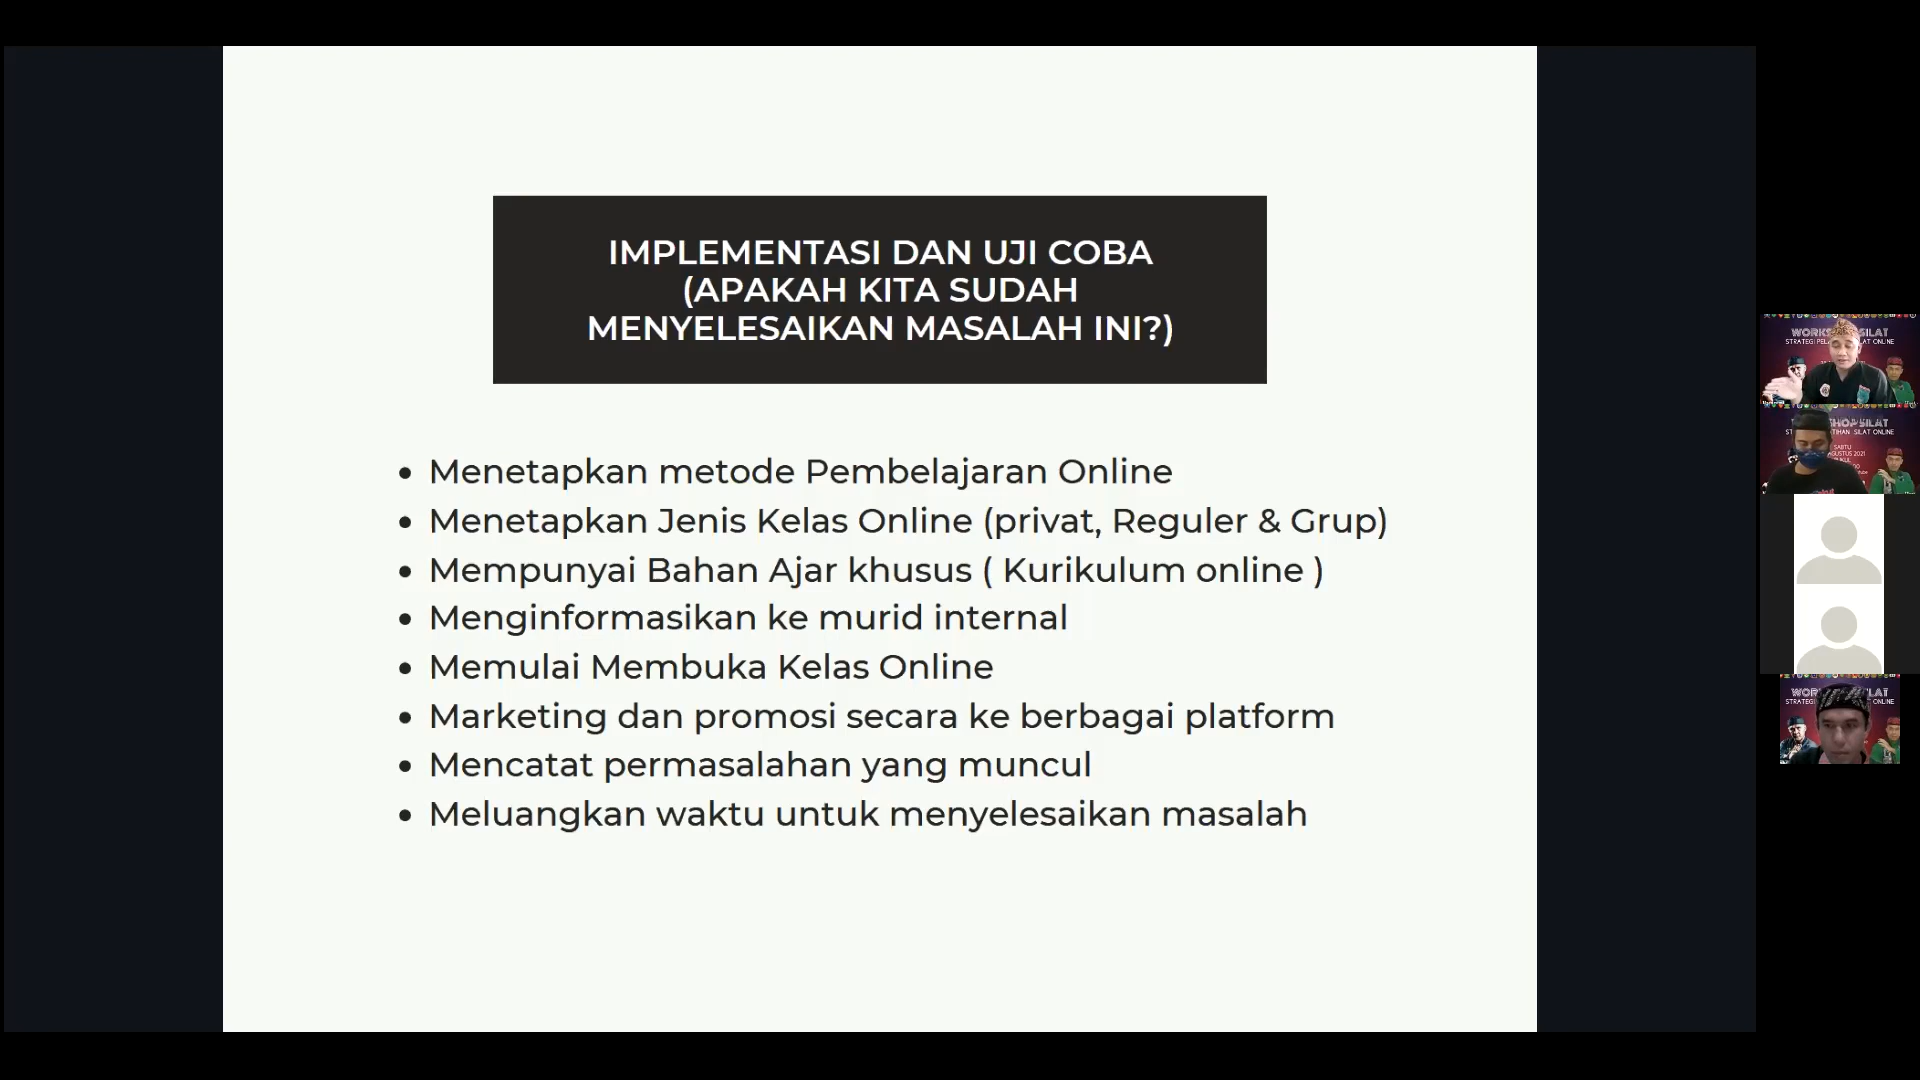 IMPLEMENTASI DAN UJI COBA
(APAKAH KITA SUDAH
MENYELESAIKAN MASALAH INI?)
• Menetapkan metode Pembelajaran Online
• Menetapkan Jenis Kelas Online (privat, Reguler & Grup)
• Mempunyai Bahan Ajar khusus ( Kurikulum online )
• Menginformasikan ke murid internal
• Memulai Membuka Kelas Online
• Marketing dan promosi secara ke berbagai platform
• Mencatat permasalahan yang muncul
• Meluangkan waktu untuk menyelesaikan masalah